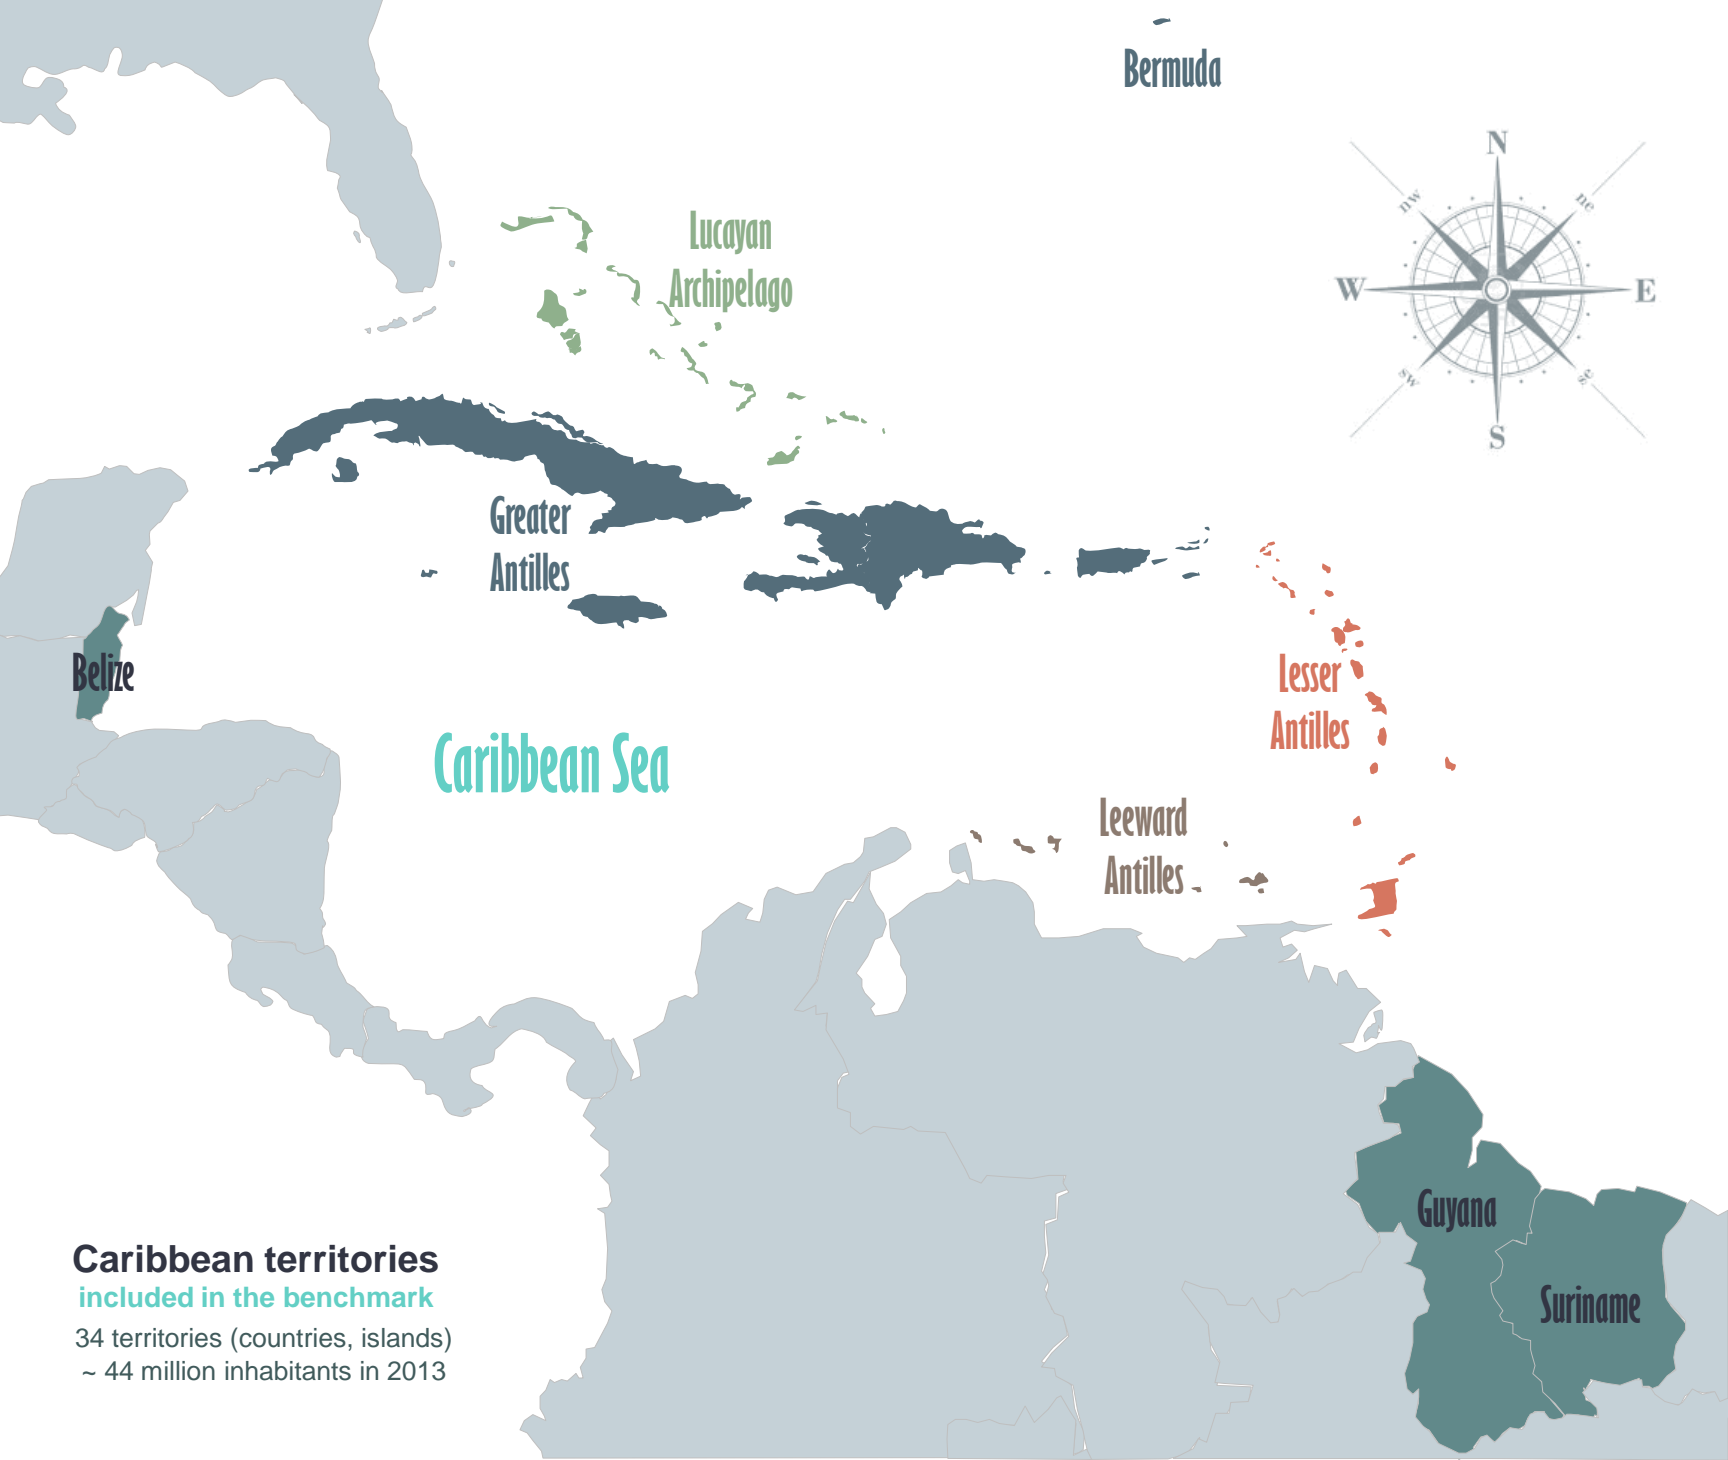 Bermuda
N
nw
ne
W
E
sw
se
S
Lucayan
Archipelago
Greater
Antilles
Belize
Lesser
Antilles
Caribbean Sea
Leeward
Antilles
Guyana
Suriname
Caribbean territories
included in the benchmark
34 territories (countries, islands)
~ 44 million inhabitants in 2013